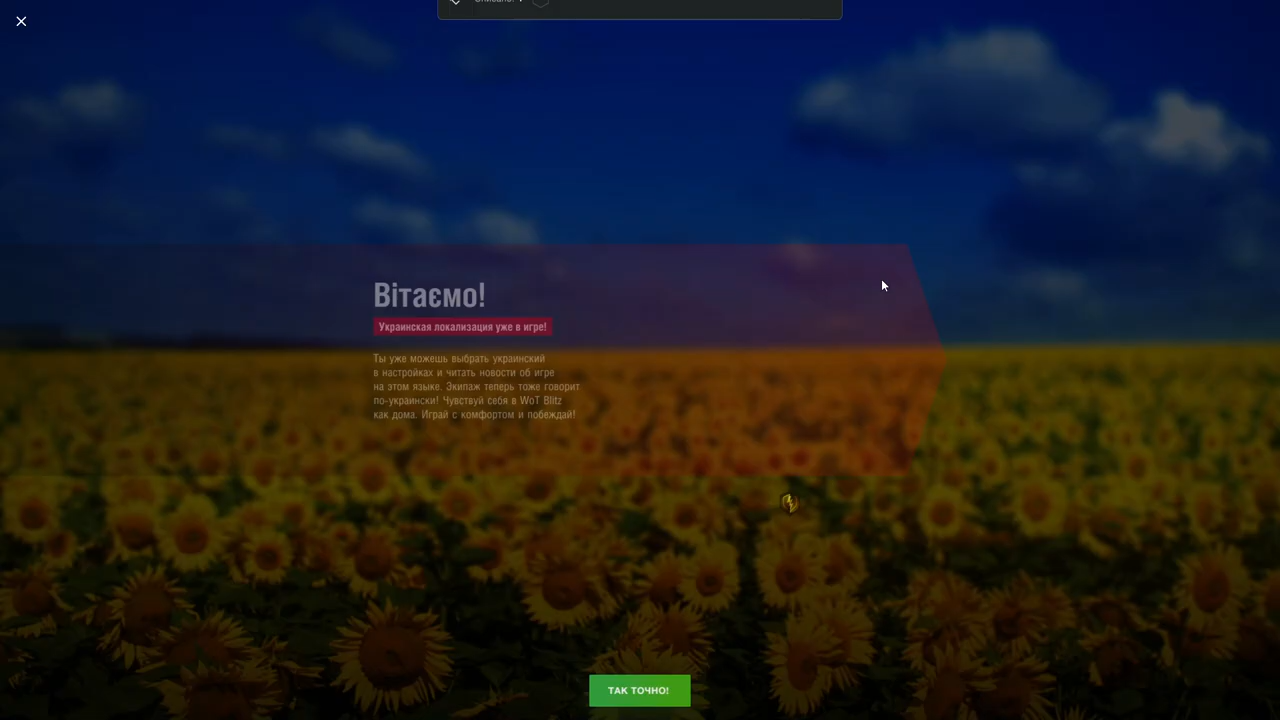 Вітаємо!
Украинская локализация уже в игре!
Ты уже можешь выбрать украинский
в настройках и читать новости об игре
на этом языке. Экипаж теперь тоже говорит
по-украински! Чувствуй себя в WoT Blitz
как дома. Играй с комфортом и побеждай!
ТАК ТОЧНО!